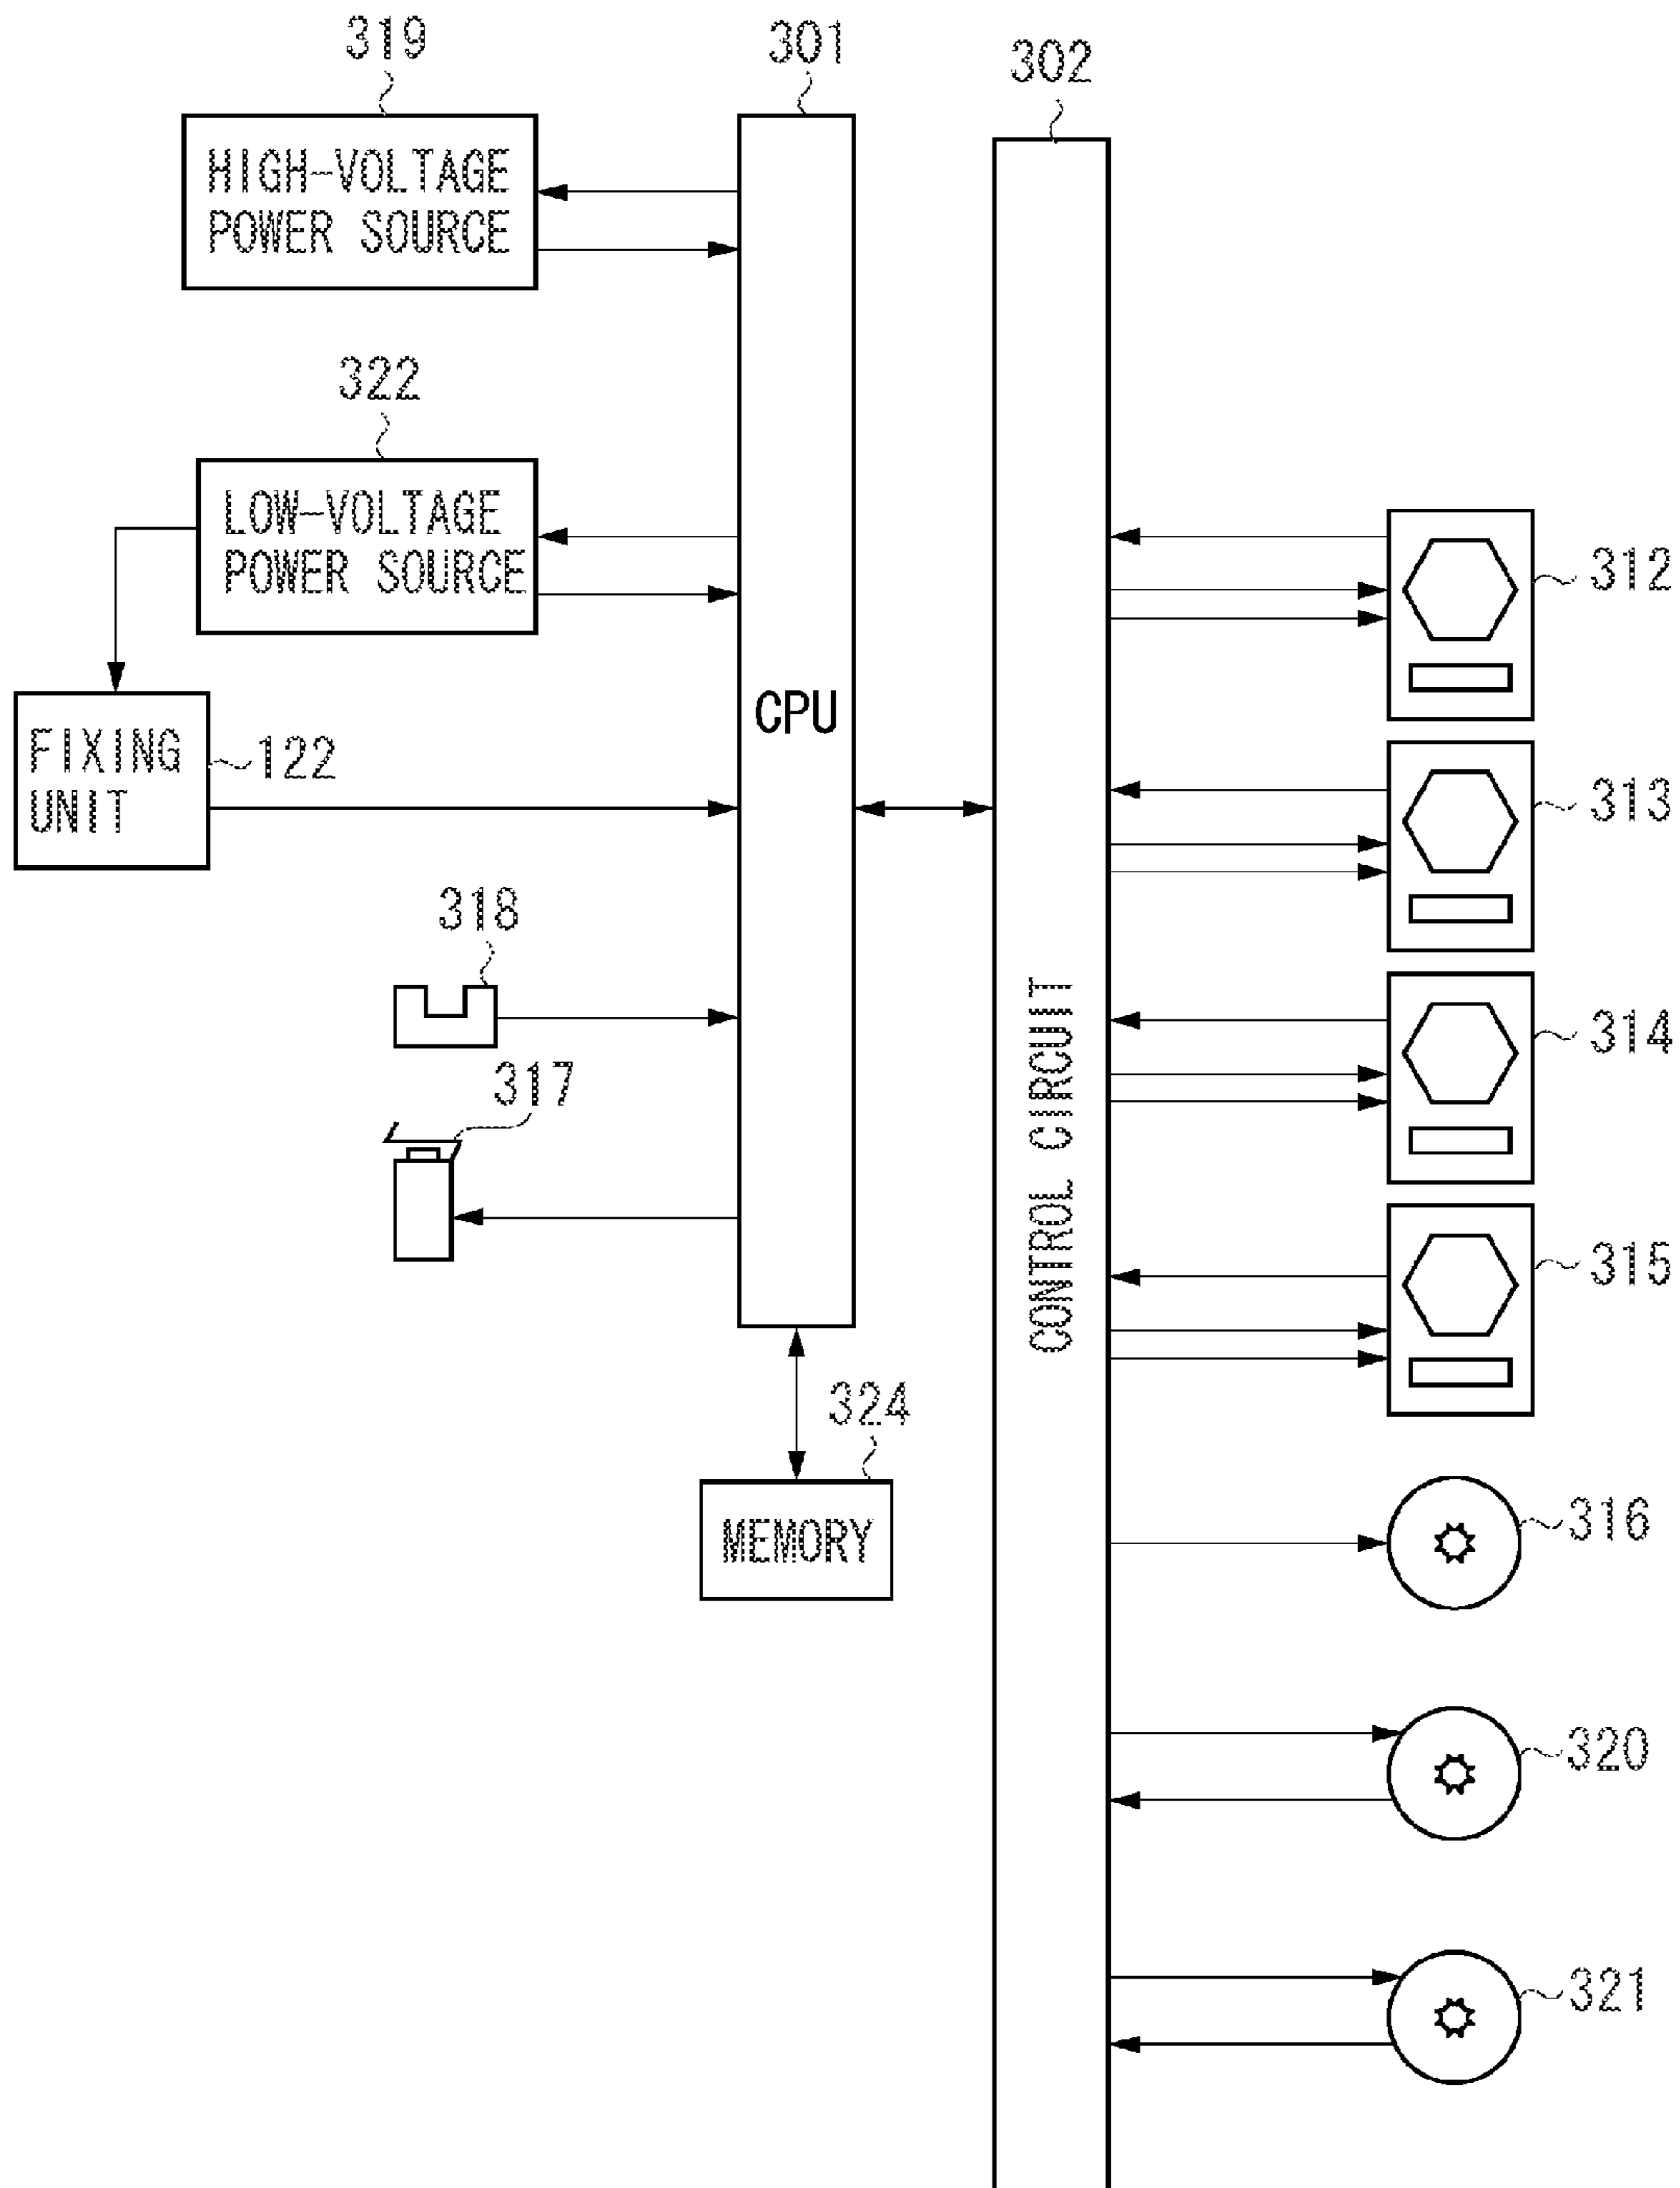 319
301
302
HIGH-VOLTAGE
POWER SOURCE
322
LOW-VOLTAGE
POWER SOURCE
312
CPU
FIXING
UNIT
122
313
318
314
317
CONTROL CIRCUIT
315
324
MEMORY
316
320
321